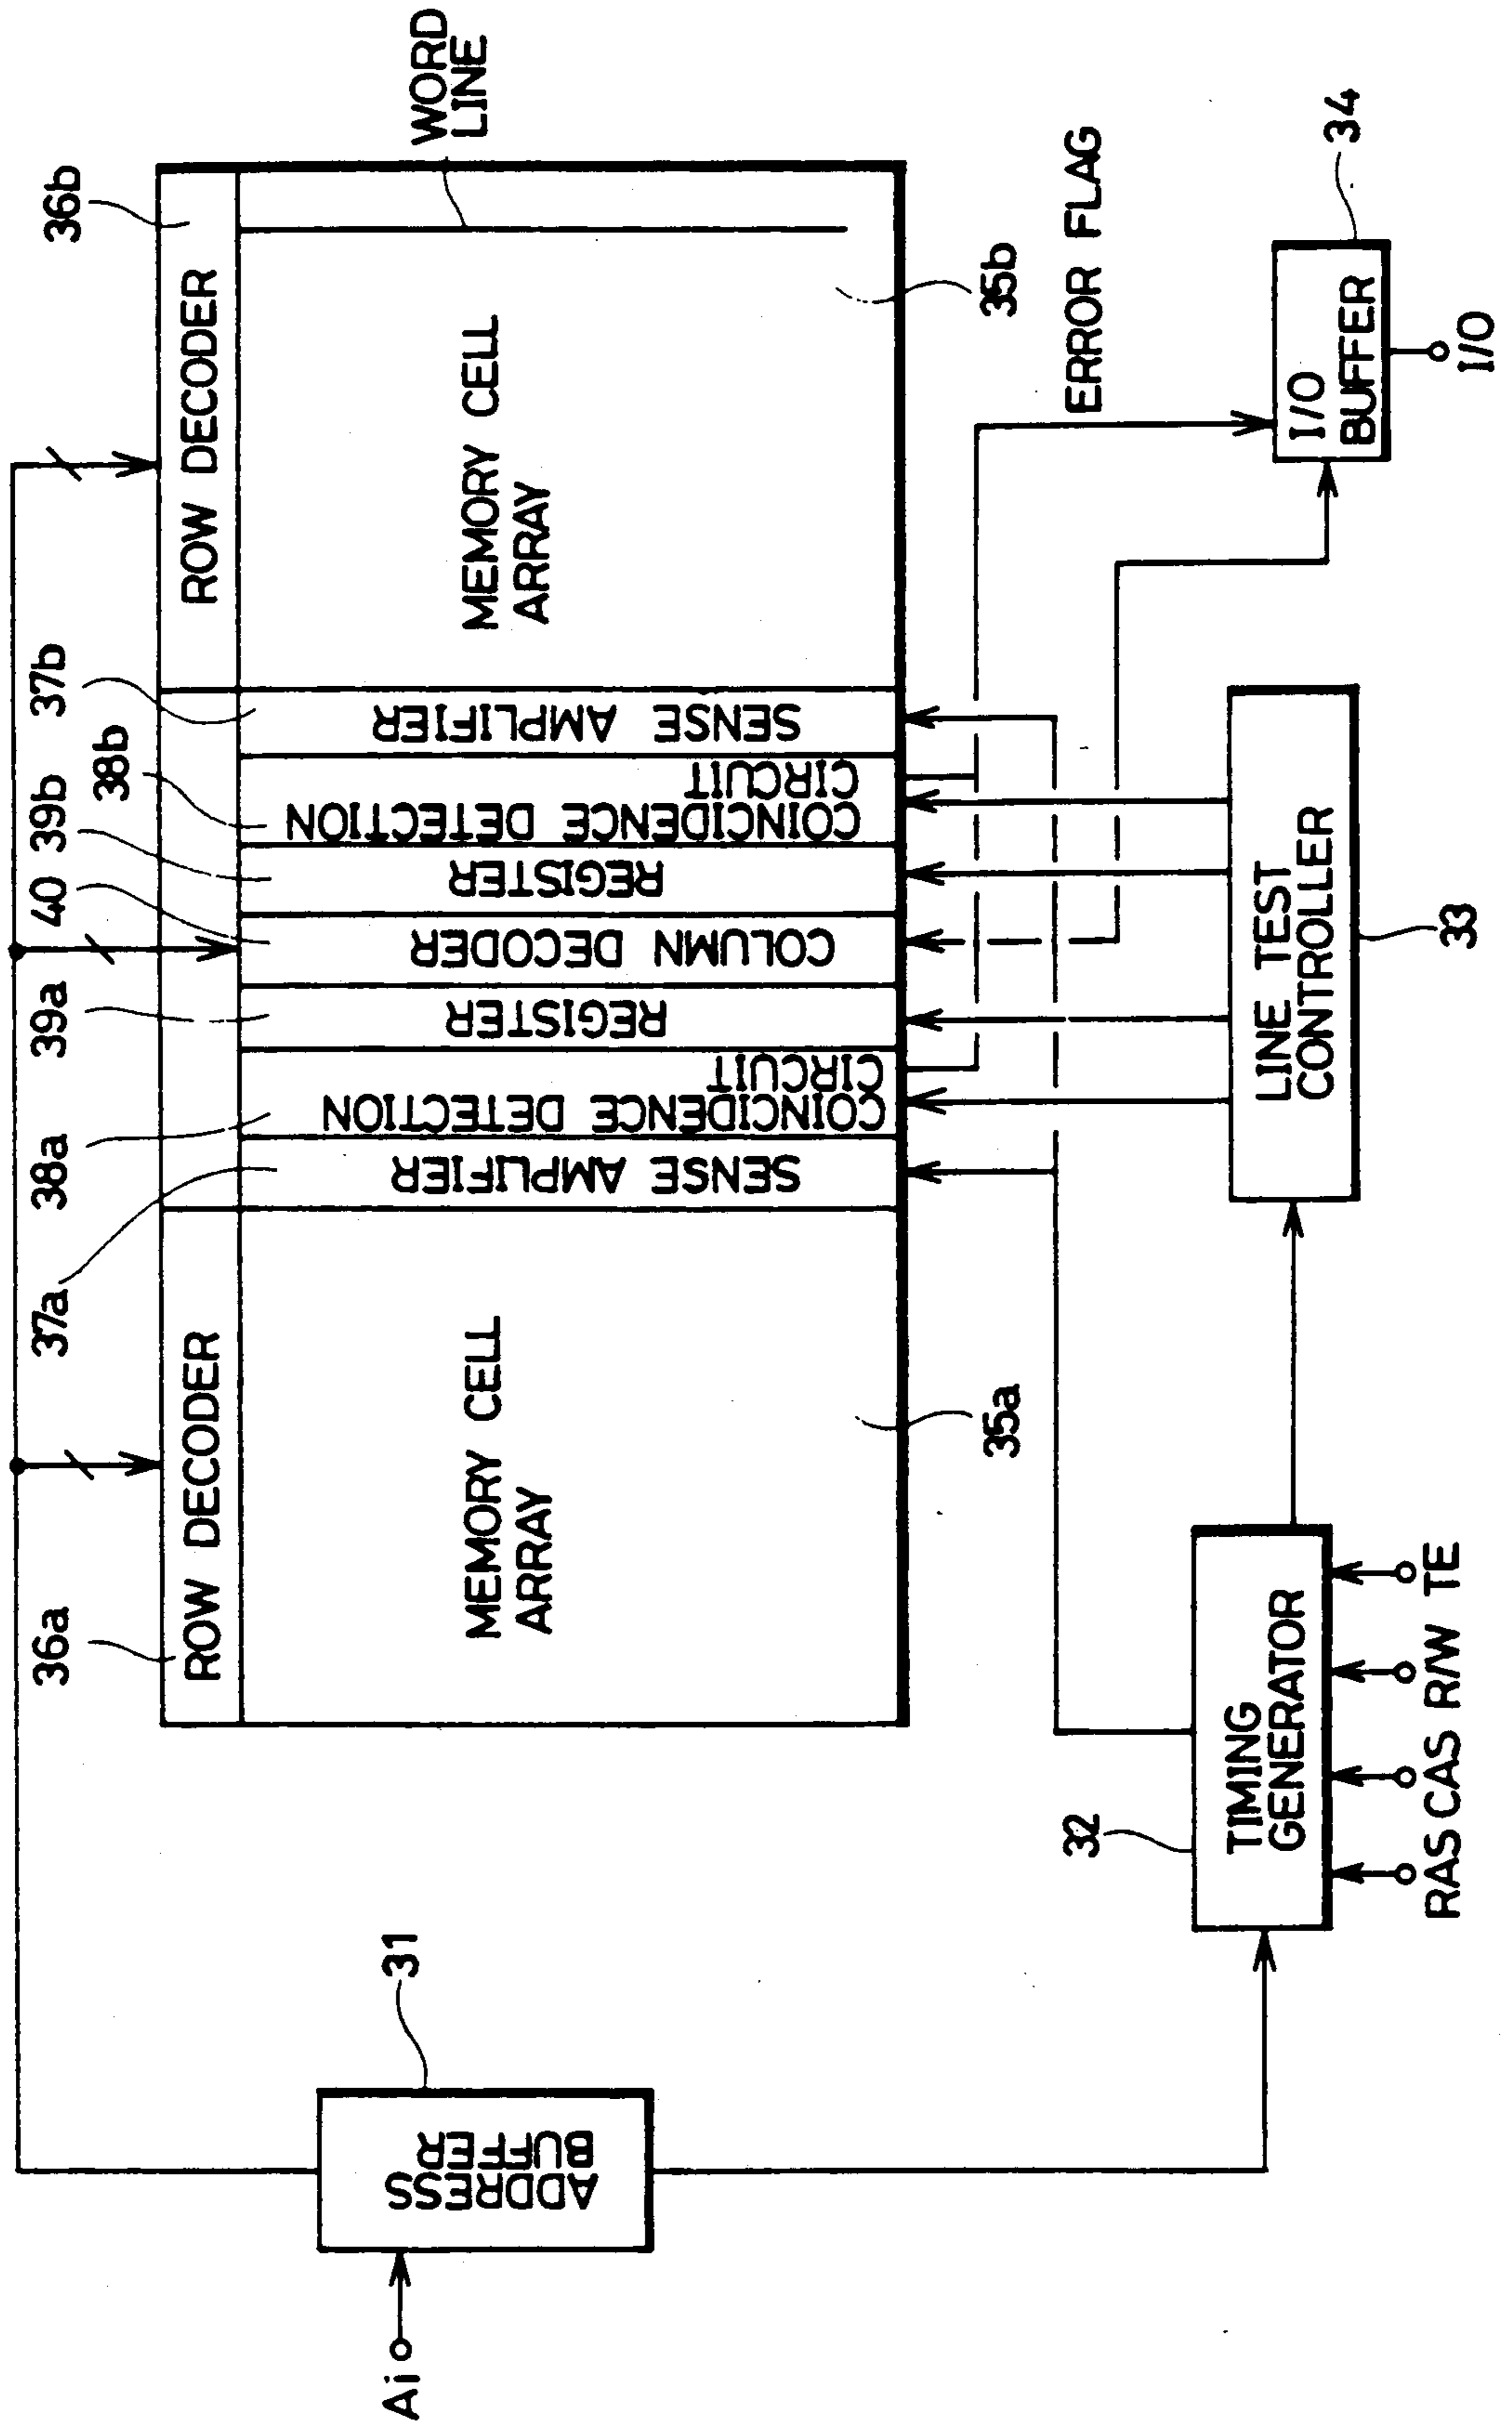 36a
37a
38a
39a
40
39b
38b
37b
36b
ROW DECODER
ROW DECODER
31
Ai
ADDRESS
BUFFER
MEMORY CELL
ARRAY
SENSE AMPLIFIER
COINCIDENCE DETECTION
CIRCUIT
REGISTER
COLUMN DECODER
REGISTER
COINCIDENCE DETECTION
CIRCUIT
SENSE AMPLIFIER
MEMORY CELL
ARRAY
WORD
LINE
35a
35b
ERROR FLAG
32
TIMING
GENERATOR
RAS CAS R/W TE
LINE TEST
CONTROLLER
33
I/O
BUFFER
34
I/O